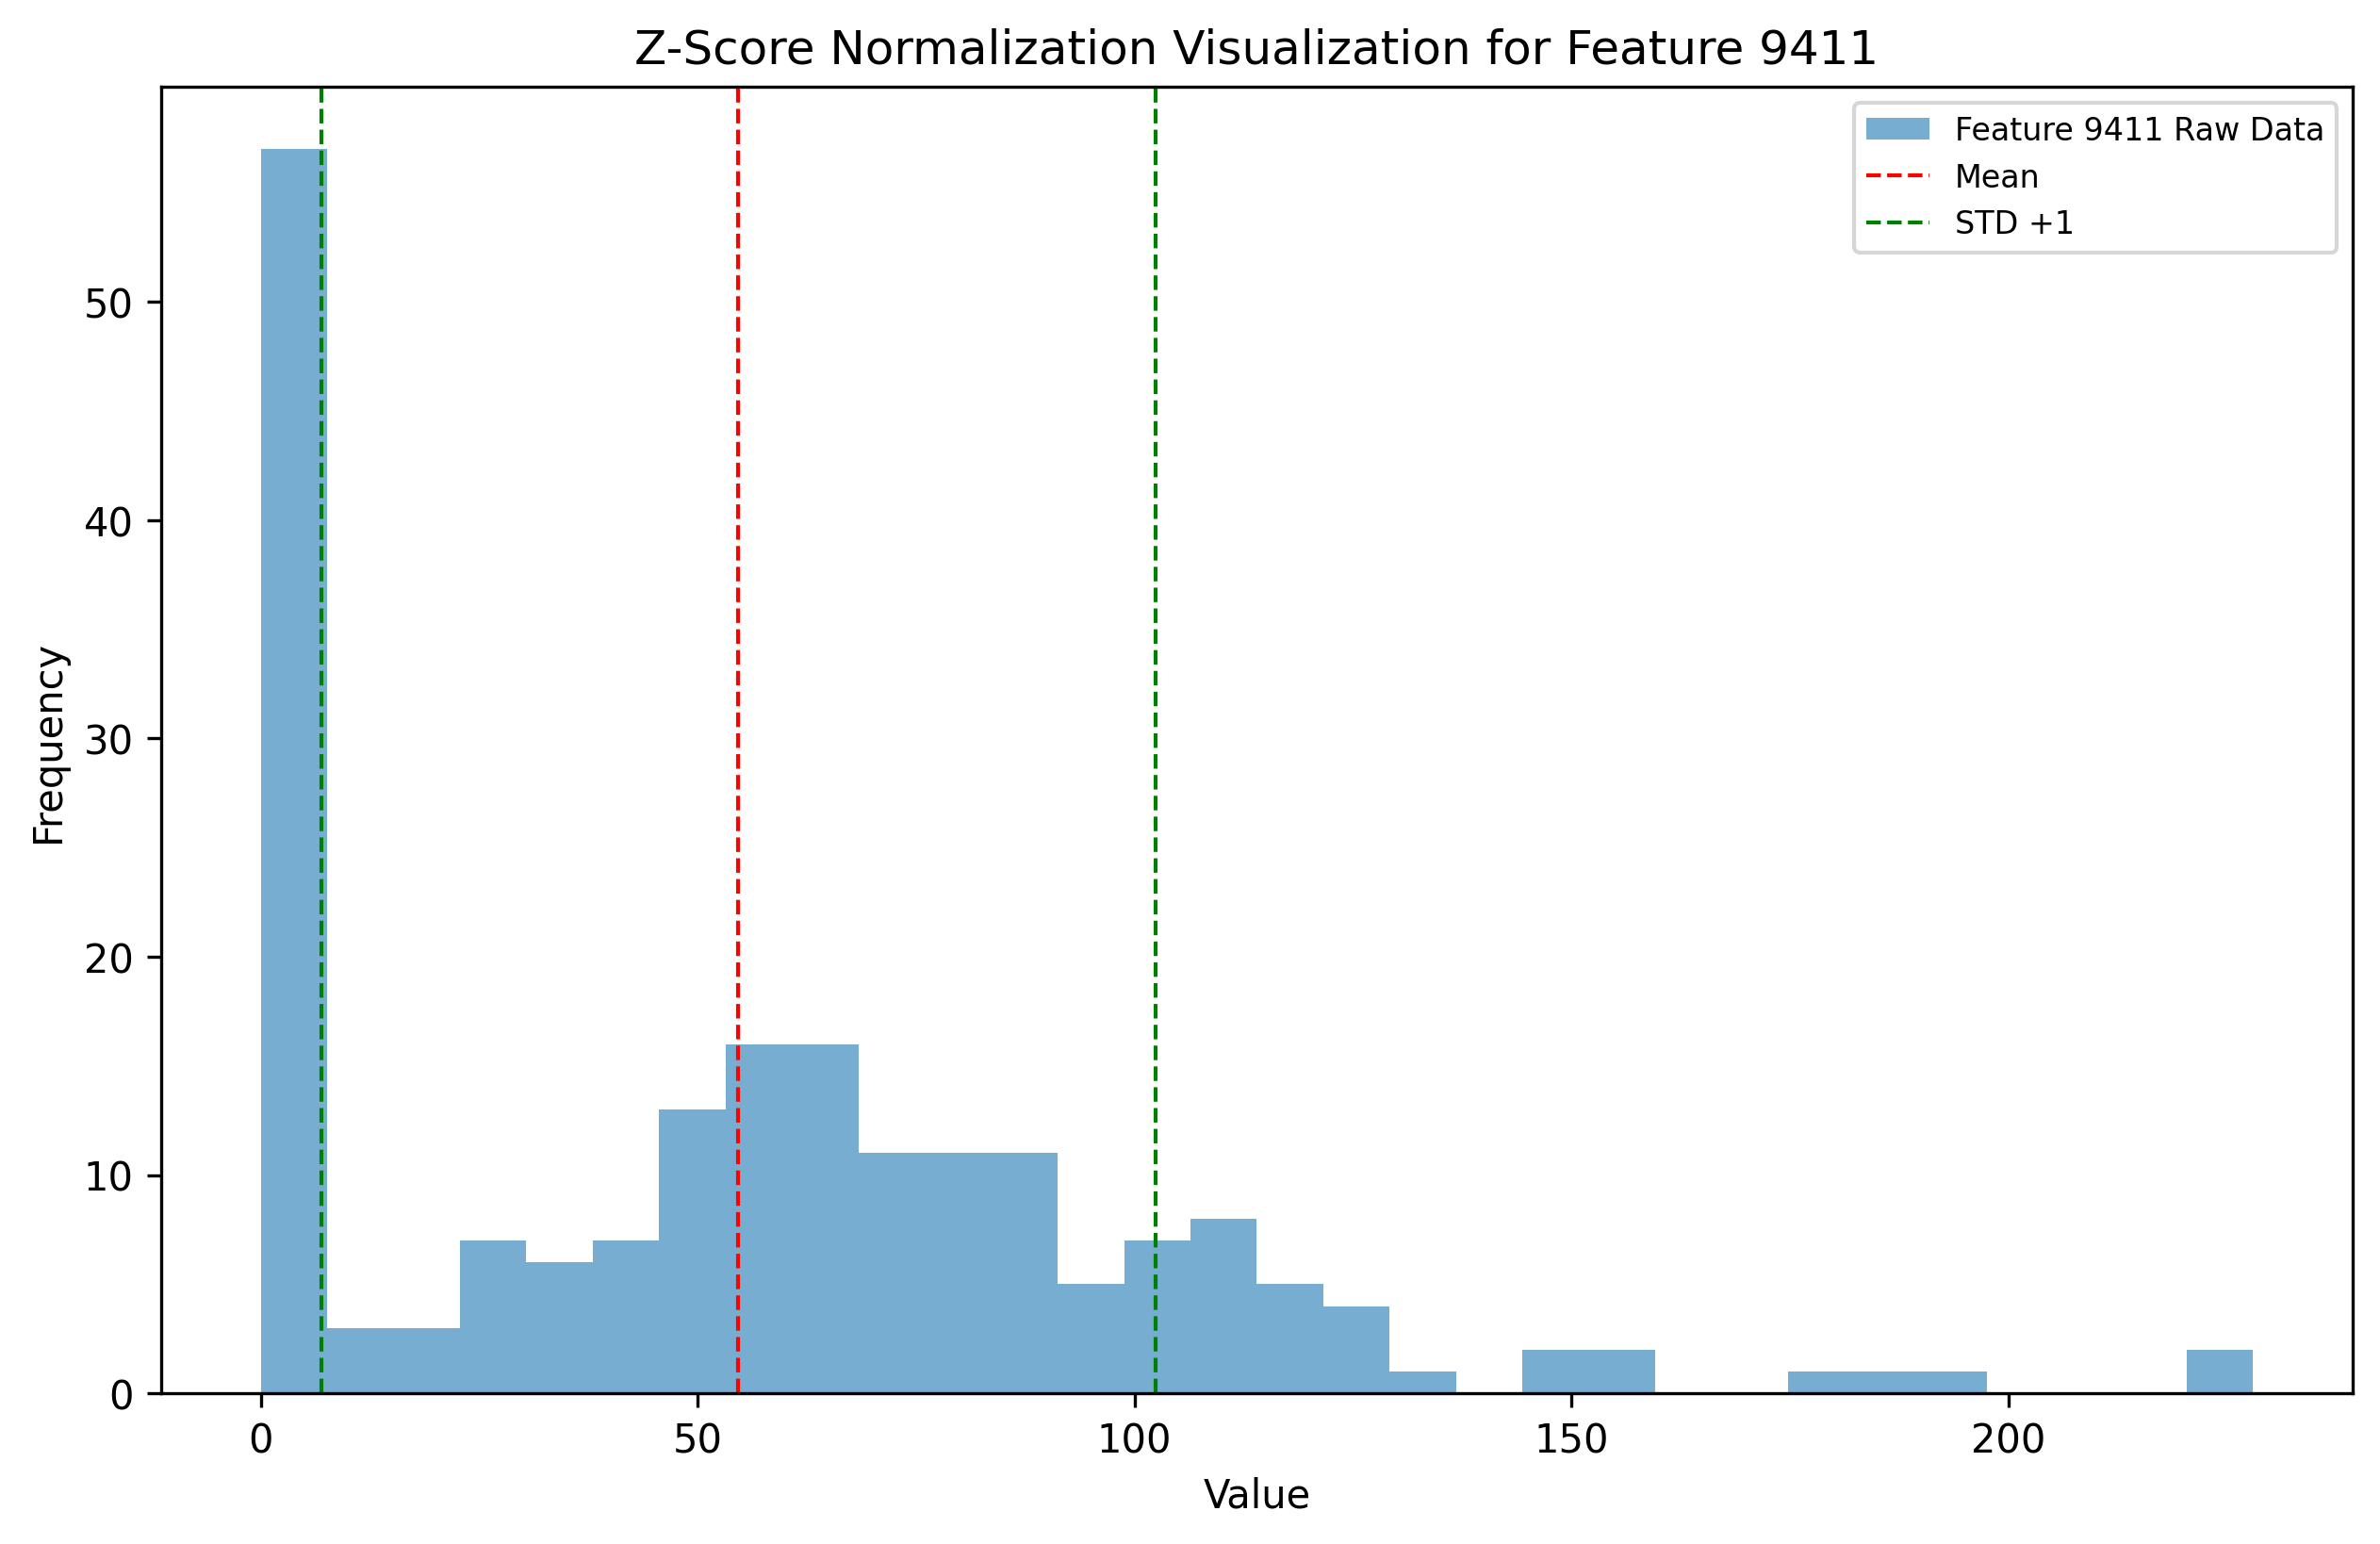 Z-Score Normalization Visualization for Feature 9411
Feature 9411 Raw Data
Mean
STD +1
50
40
30
20
10
0
Frequency
0 50 100 150 200
Value